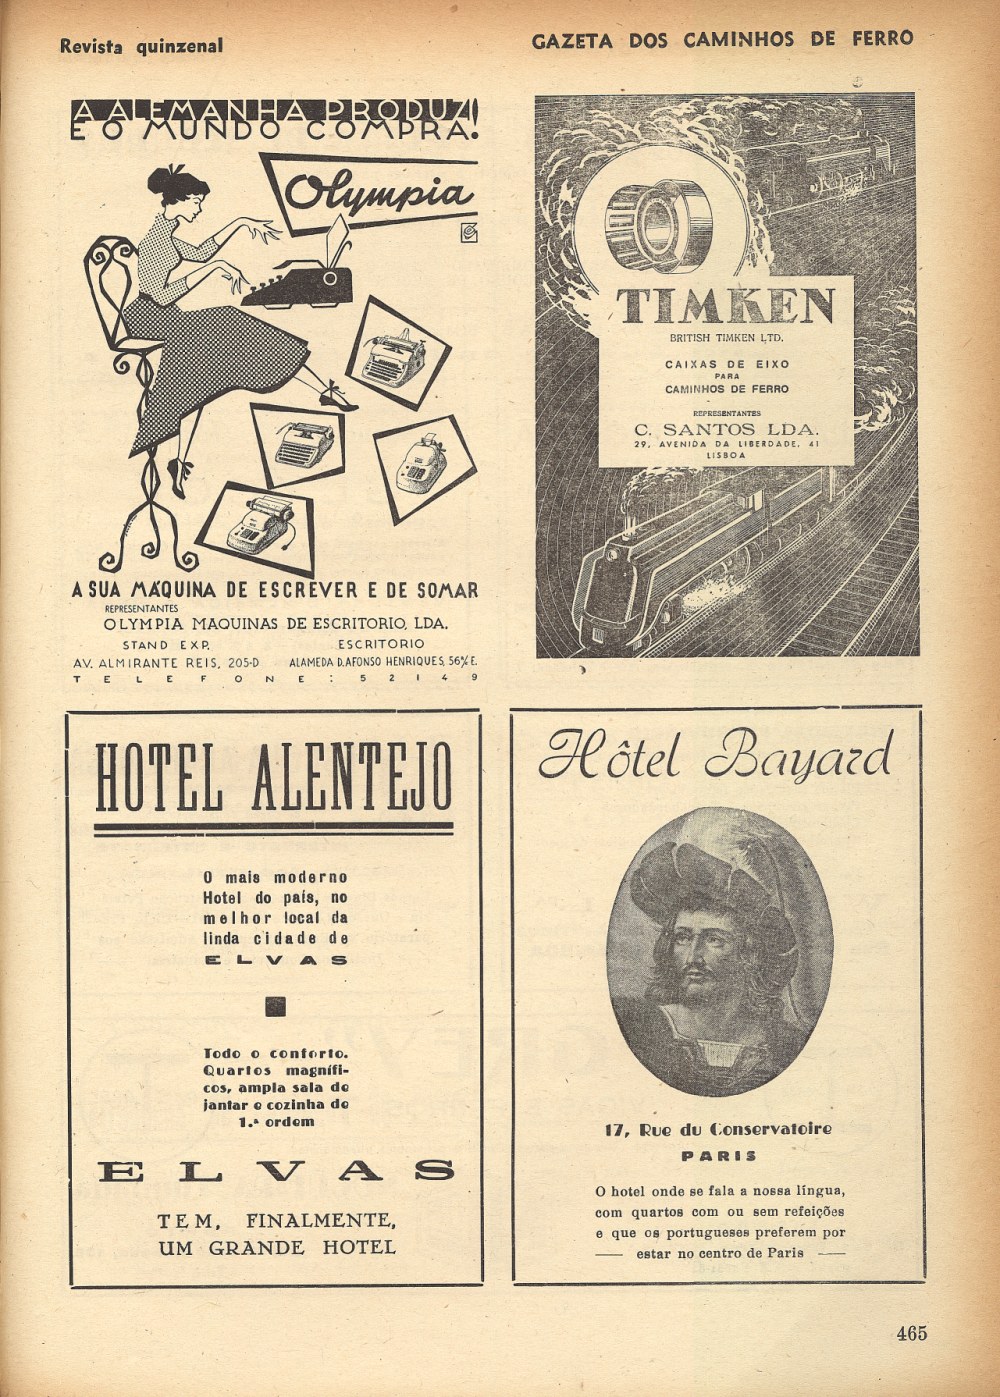 Revista quinzenal
GAZETA DOS CAMINHOS DE FERRO
A ALEMANHA PRODUZ!
E O MUNDO COMPRA!
Olympia
A SUA MÁQUINA DE ESCREVER E DE SOMAR
REPRESENTANTES
OLYMPIA MAQUINAS DE ESCRITORIO, LDA.
STAND EXP.
AV. ALMIRANTE REIS, 205-D
ESCRITORIO
ALAMEDA D. AFONSO HENRIQUES,
TELEFONE: 52149
TIMKEN
BRITISH TIMKEN LTD.
CAIXAS DE EIXO
PARA
CAMINHOS DE FERRO
REPRESENTANTES
C. SANTOS LDA.
29, AVENIDA DA LIBERDADE, 41
LISBOA
HOTEL ALENTEJO
O mais moderno
Hotel do país, no
melhor local da
linda cidade de
ELVAS
Todo o conforto.
Quartos magnífi-
cos, ampla sala de
jantar e cozinha de
1.ª ordem
ELVAS
TEM, FINALMENTE,
UM GRANDE HOTEL
Hôtel Bayard
17, Rue du Conservatoire
PARIS
O hotel onde se fala a nossa língua,
com quartos com ou sem refeições
e que os portugueses preferem por
estar no centro de Paris
465